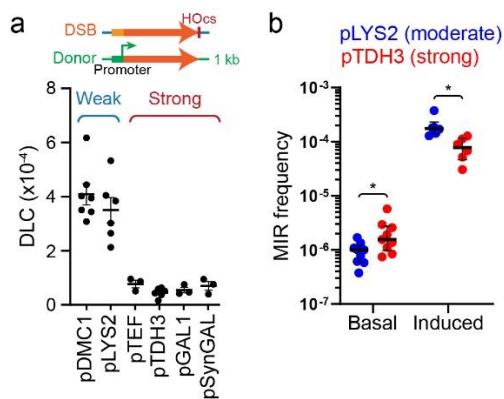 a
HOcs
DSB
Donor
1 kb
Promoter
Weak Strong
DLC (x10⁻⁴)
8
6
4
2
0
pDMC1
pLYS2
pTEF
pTDH3
pGAL1
pSynGAL
b
pLYS2 (moderate)
pTDH3 (strong)
MIR frequency
10⁻³
10⁻⁴
10⁻⁵
10⁻⁶
10⁻⁷
*
*
Basal Induced